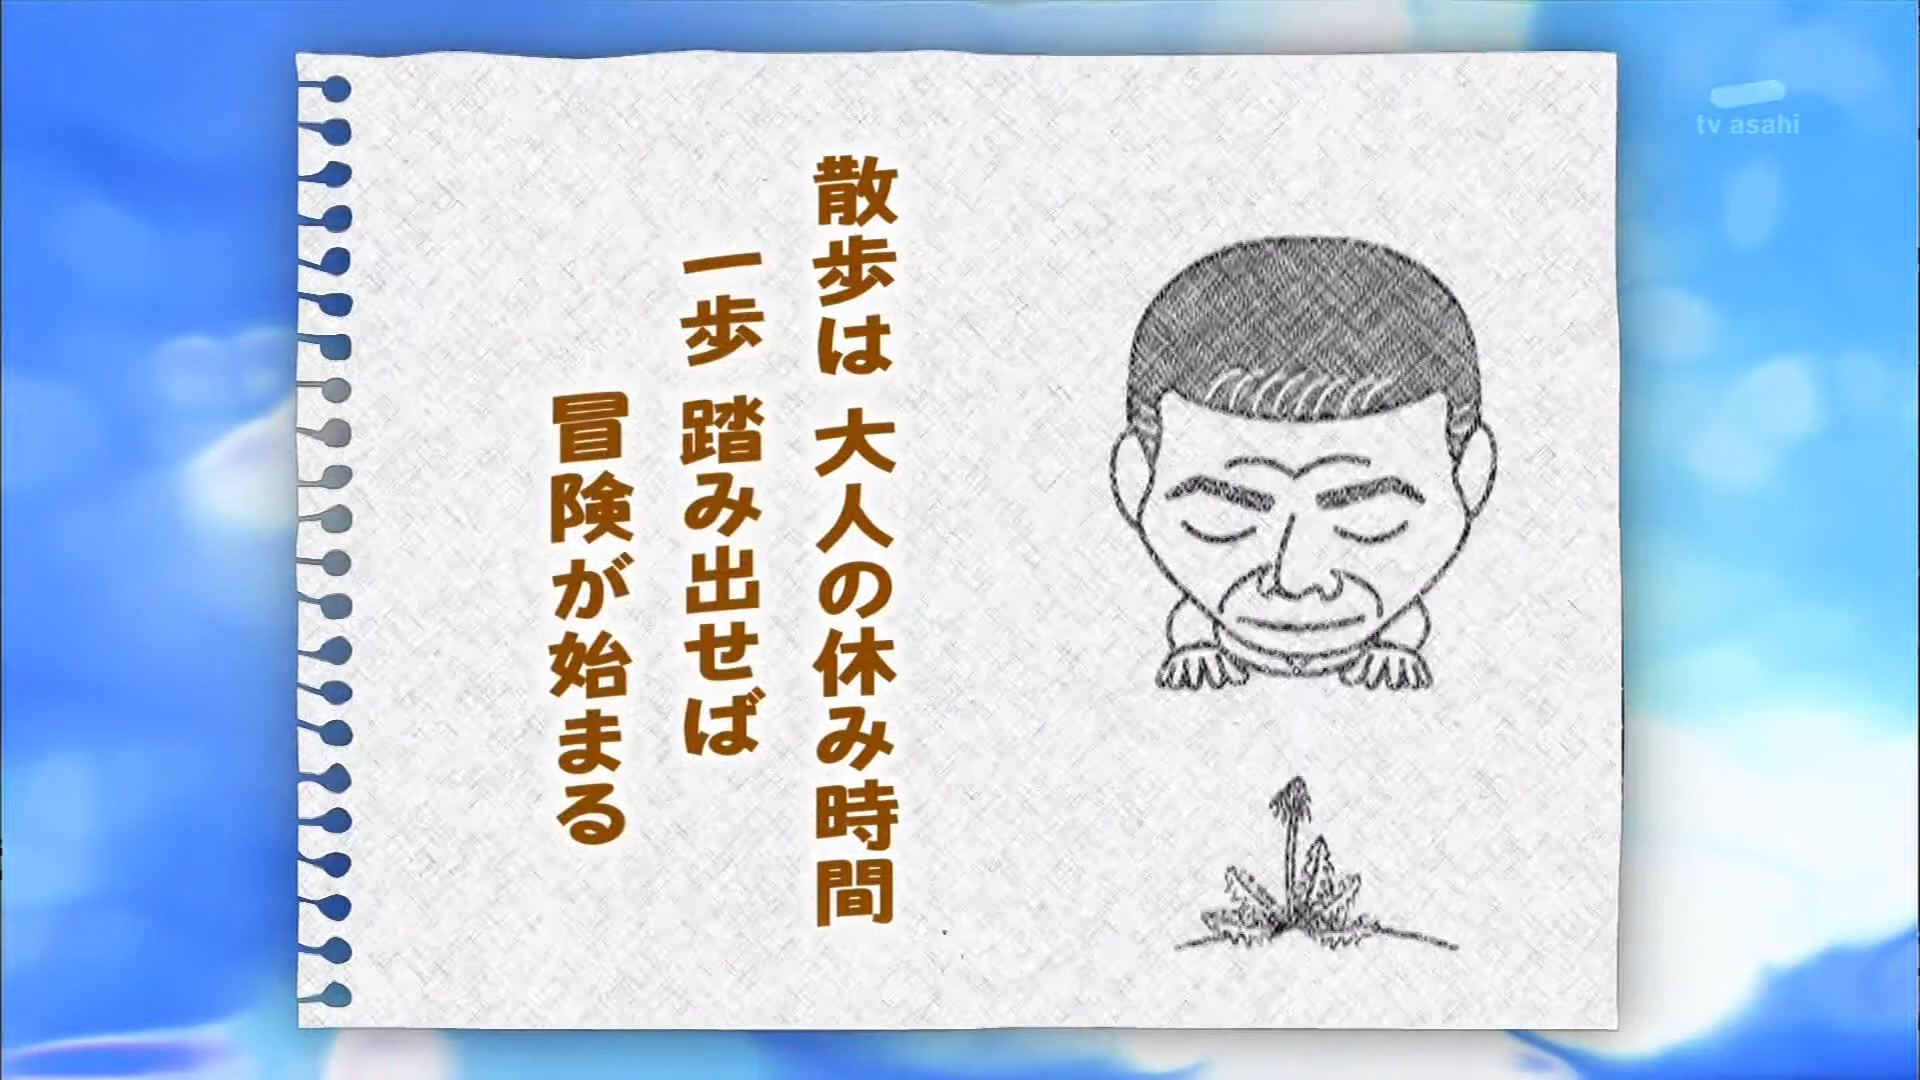 散歩は 大人の休み時間
一歩 踏み出せば
冒険が始まる
tv asahi